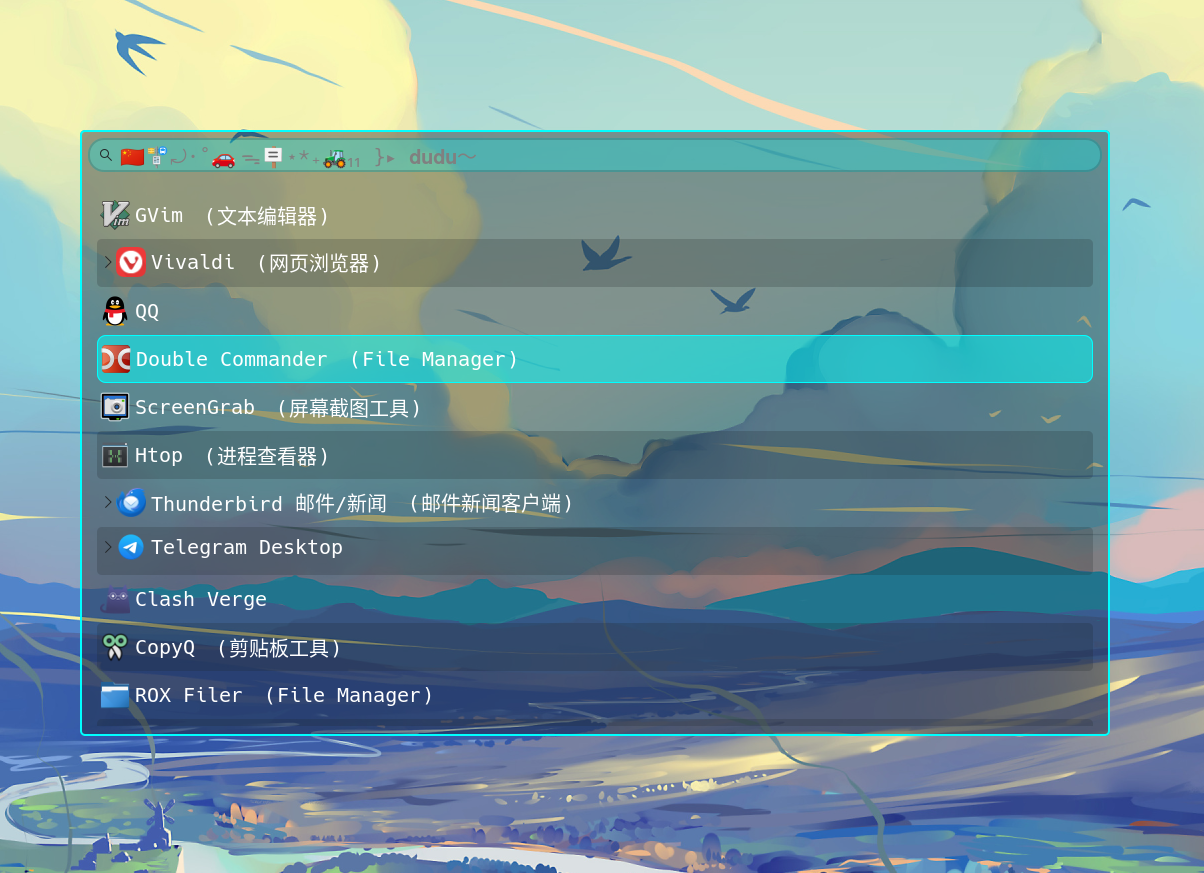 11 }▸ dudu~
GVim （文本编辑器）
Vivaldi （网页浏览器）
QQ
Double Commander （File Manager）
ScreenGrab （屏幕截图工具）
Htop （进程查看器）
Thunderbird 邮件/新闻 （邮件新闻客户端）
Telegram Desktop
Clash Verge
CopyQ （剪贴板工具）
ROX Filer （File Manager）